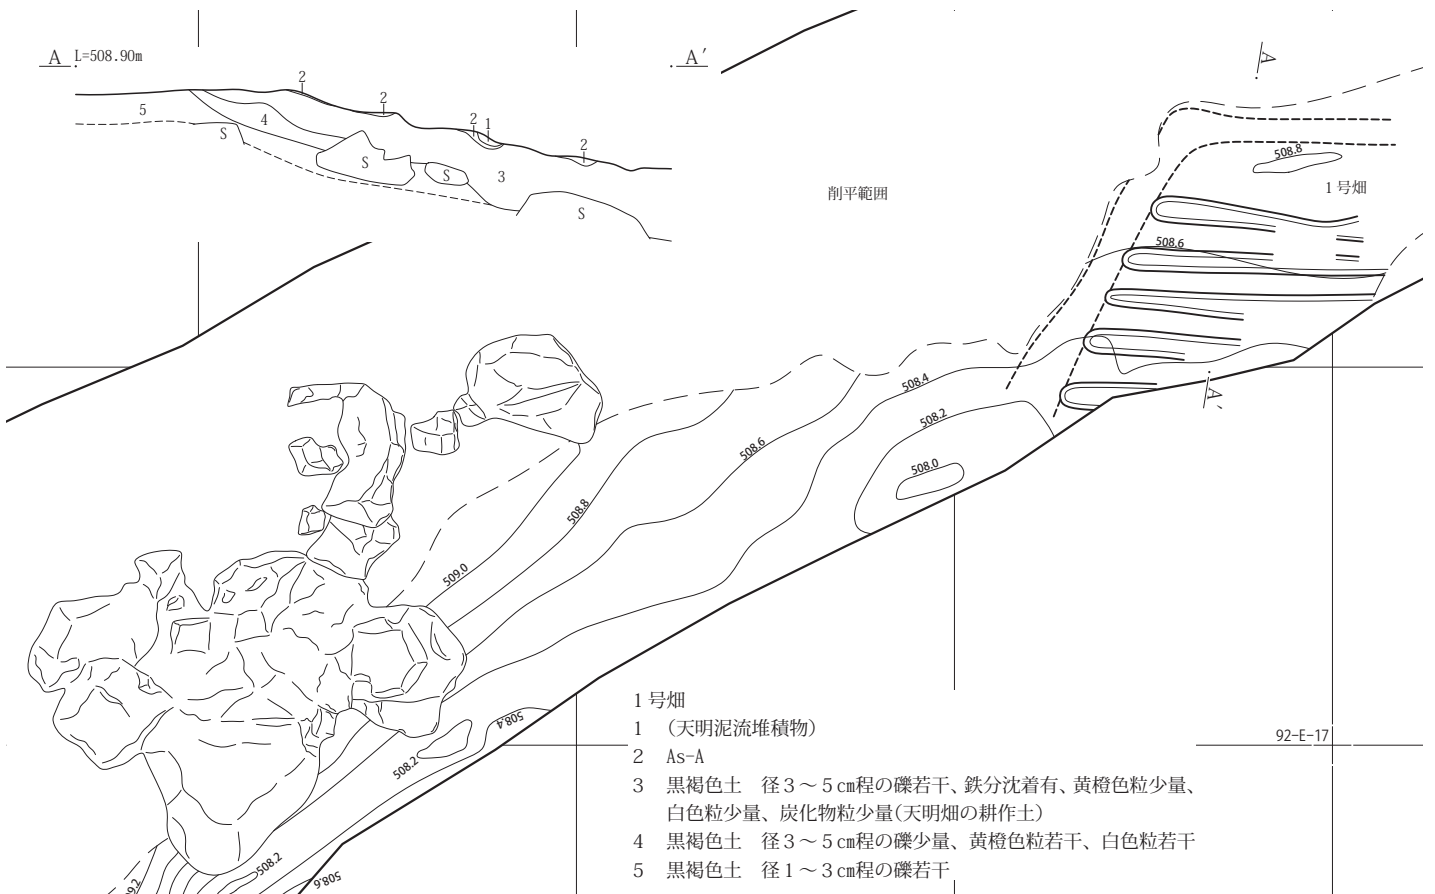 A L=508.90m A′
2
2
5
4
2 1
S
2
S
S
3
S
A
508.8
1号畑
削平範囲
508.6
508.4
508.2
508.6
508.0
508.8
509.0
A′
1号畑
508.4
1 （天明泥流堆積物）
92-E-17
2 As-A
508.2
3 黒褐色土 径３～５㎝程の礫若干、鉄分沈着有、黄橙色粒少量、
白色粒少量、炭化物粒少量（天明畑の耕作土）
4 黒褐色土 径３～５㎝程の礫少量、黄橙色粒若干、白色粒若干
508.2
5 黒褐色土 径１～３㎝程の礫若干
508.6
9.2